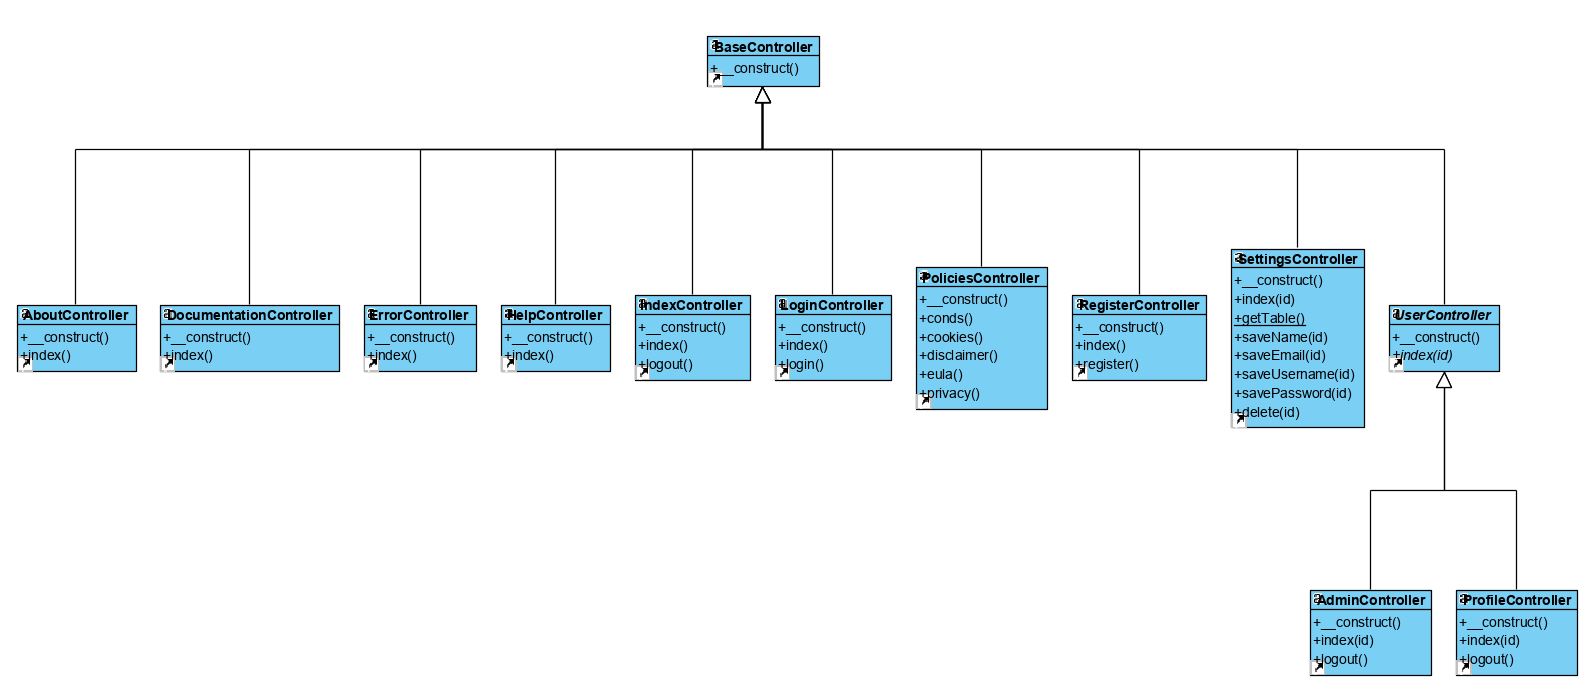 BaseController
+__construct()
AboutController
+__construct()
+index()
DocumentationController
+__construct()
+index()
ErrorController
+__construct()
+index()
HelpController
+__construct()
+index()
IndexController
+__construct()
+index()
+logout()
LoginController
+__construct()
+index()
+login()
PoliciesController
+__construct()
+conds()
+cookies()
+disclaimer()
+eula()
+privacy()
RegisterController
+__construct()
+index()
+register()
SettingsController
+__construct()
+index(id)
+getTable()
+saveName(id)
+saveEmail(id)
+saveUsername(id)
+savePassword(id)
+delete(id)
UserController
+__construct()
+index(id)
AdminController
+__construct()
+index(id)
+logout()
ProfileController
+__construct()
+index(id)
+logout()